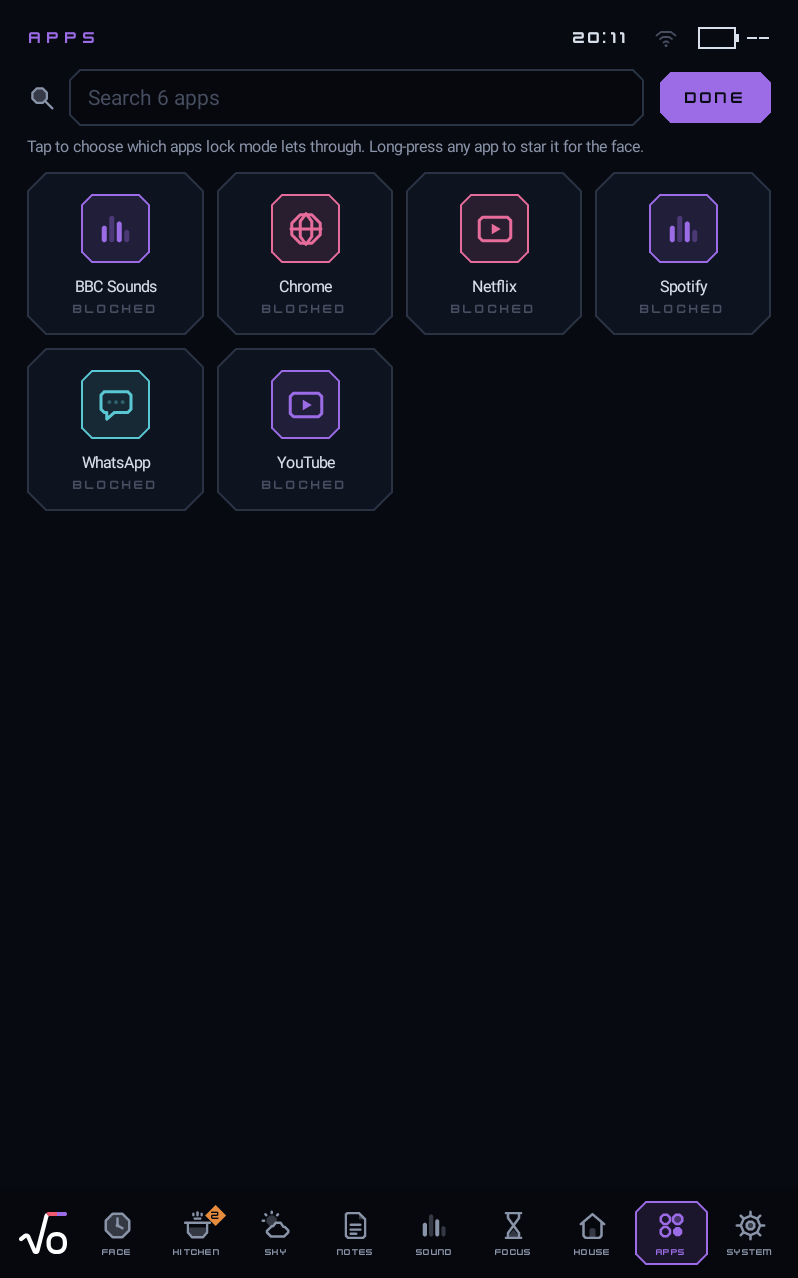 APPS 20:11 --
Search 6 apps DONE
Tap to choose which apps lock mode lets through. Long-press any app to star it for the face.
BBC Sounds Chrome Netflix Spotify
BLOCKED BLOCKED BLOCKED BLOCKED
WhatsApp YouTube
BLOCKED BLOCKED
√o
2
FACE KITCHEN SKY NOTES SOUND FOCUS HOUSE APPS SYSTEM